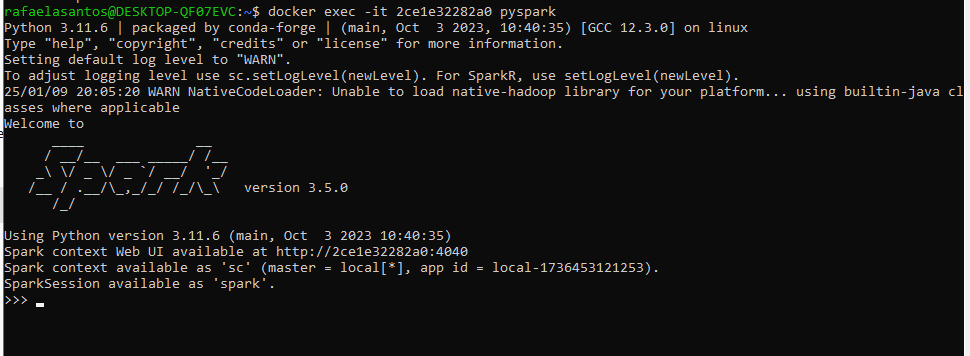 rafaelasantos@DESKTOP-QF07EVC:~$ docker exec -it 2ce1e32282a0 pyspark
Python 3.11.6 | packaged by conda-forge | (main, Oct  3 2023, 10:40:35) [GCC 12.3.0] on linux
Type "help", "copyright", "credits" or "license" for more information.
Setting default log level to "WARN".
To adjust logging level use sc.setLogLevel(newLevel). For SparkR, use setLogLevel(newLevel).
25/01/09 20:05:20 WARN NativeCodeLoader: Unable to load native-hadoop library for your platform... using builtin-java cl
asses where applicable
Welcome to
      ____              __
     / __/__  ___ _____/ /__
    _\ \/ _ \/ _ `/ __/  '_/
   /__ / .__/\_,_/_/ /_/\_\   version 3.5.0
      /_/
Using Python version 3.11.6 (main, Oct  3 2023 10:40:35)
Spark context Web UI available at http://2ce1e32282a0:4040
Spark context available as 'sc' (master = local[*], app id = local-1736453121253).
SparkSession available as 'spark'.
>>>